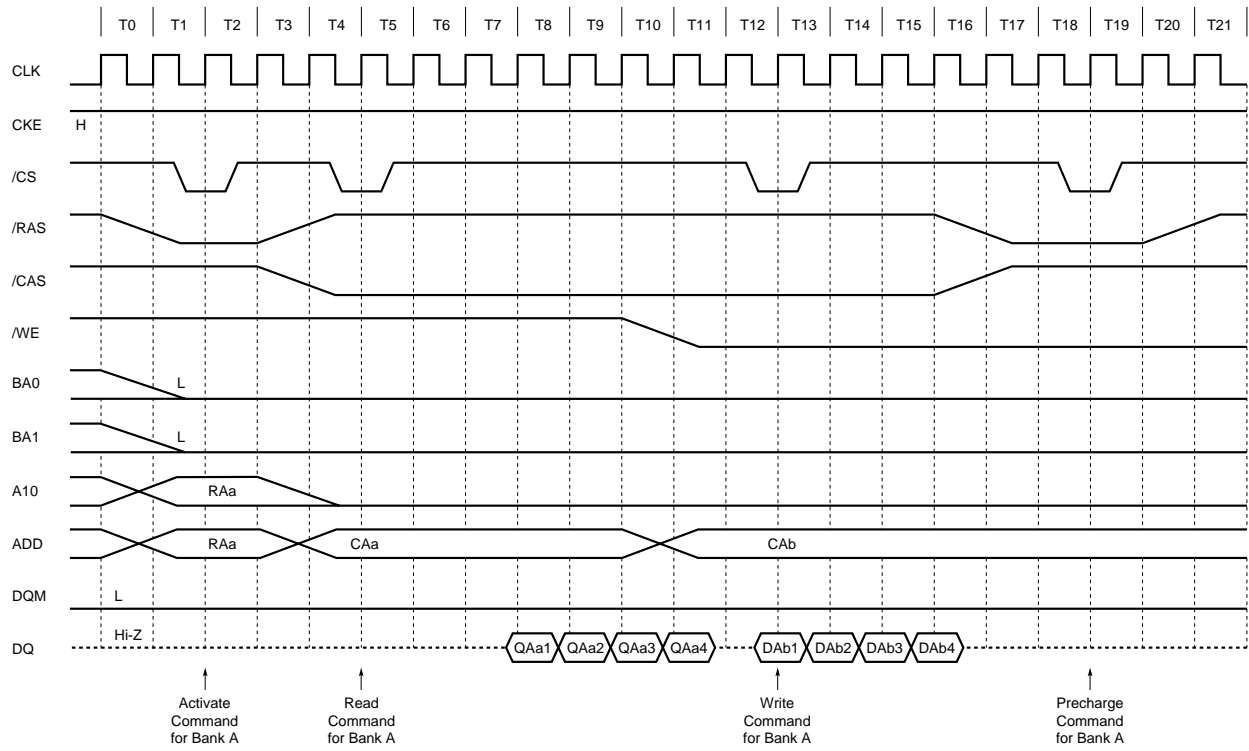 T0 T1 T2 T3 T4 T5 T6 T7 T8 T9 T10 T11 T12 T13 T14 T15 T16 T17 T18 T19 T20 T21
CLK
CKE H
/CS
/RAS
/CAS
/WE
BA0 L
BA1 L
A10 RAa
ADD RAa CAa CAb
DQM L
DQ Hi-Z QAa1 QAa2 QAa3 QAa4 DAb1 DAb2 DAb3 DAb4
Activate
Command
for Bank A
Read
Command
for Bank A
Write
Command
for Bank A
Precharge
Command
for Bank A